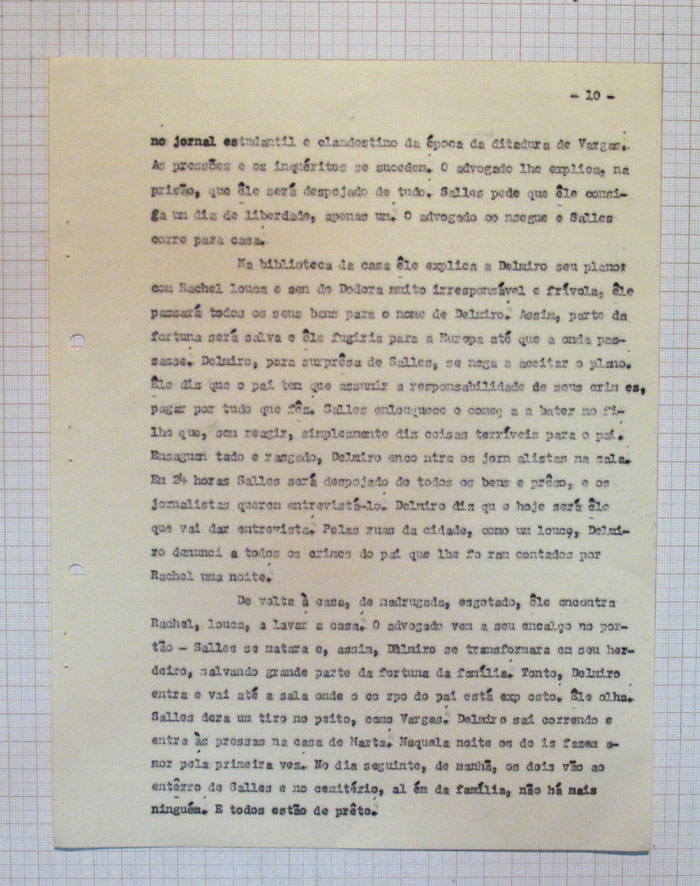 - 10 -
no jornal estudantil e clandestino da época da ditadura de Vargas.
As pressões e os inquéritos se sucedem. O advogado lhe explica, na
prisão, que êle será despojado de tudo. Salles pede que êle consi-
ga um dia de liberdade, apenas um. O advogado co nsegue e Salles
corre para casa.
Na biblioteca da casa êle explica a Delmiro seu plano:
com Rachel louca e sen do Dodora muito irresponsável e frívola, êle
passará todos os seus bens para o nome de Delmiro. Assim, parte da
fortuna será salva e êle fugiria para a Europa até que a onda pas-
sasse. Delmiro, para surprêsa de Salles, se nega a aceitar o plano.
Êle diz que o pai tem que assumir a responsabilidade de seus crim es,
pagar por tudo que fêz. Salles enlouquece e começ a a bater no fi-
lho que, sem reagir, simplesmente diz coisas terríveis para o pai.
Ensaguen tado e rasgado, Delmiro enco ntra os jorn alistas na sala.
Em 24 horas Salles será despojado de todos os bens e prêso, e os
jornalistas querem entrevistá-lo. Delmiro diz qu e hoje será êle
que vai dar entrevista. Pelas ruas da cidade, como um louco, Delmi-
ro denunci a todos os crimes do pai que lhe fo ram contados por
Rachel uma noite.
De volta à casa, de madrugada, esgotado, êle encontra
Rachel, louca, a lavar a casa. O advogado vem a seu encalço no por-
tão - Salles se matara e, assim, Dilmiro se transformara em seu her-
deiro, salvando grande parte da fortuna da família. Tonto, Delmiro
entra e vai até a sala onde o co rpo do pai está exp osto. Êle olha.
Salles dera um tiro no peito, como Vargas. Delmiro sai correndo e
entra às pressas na casa de Marta. Naquela noite os do is fazem a-
mor pela primeira vez. No dia seguinte, de manhã, os dois vão ao
entêrro de Salles e no cemitério, al ém da família, não há mais
ninguém. E todos estão de prêto.